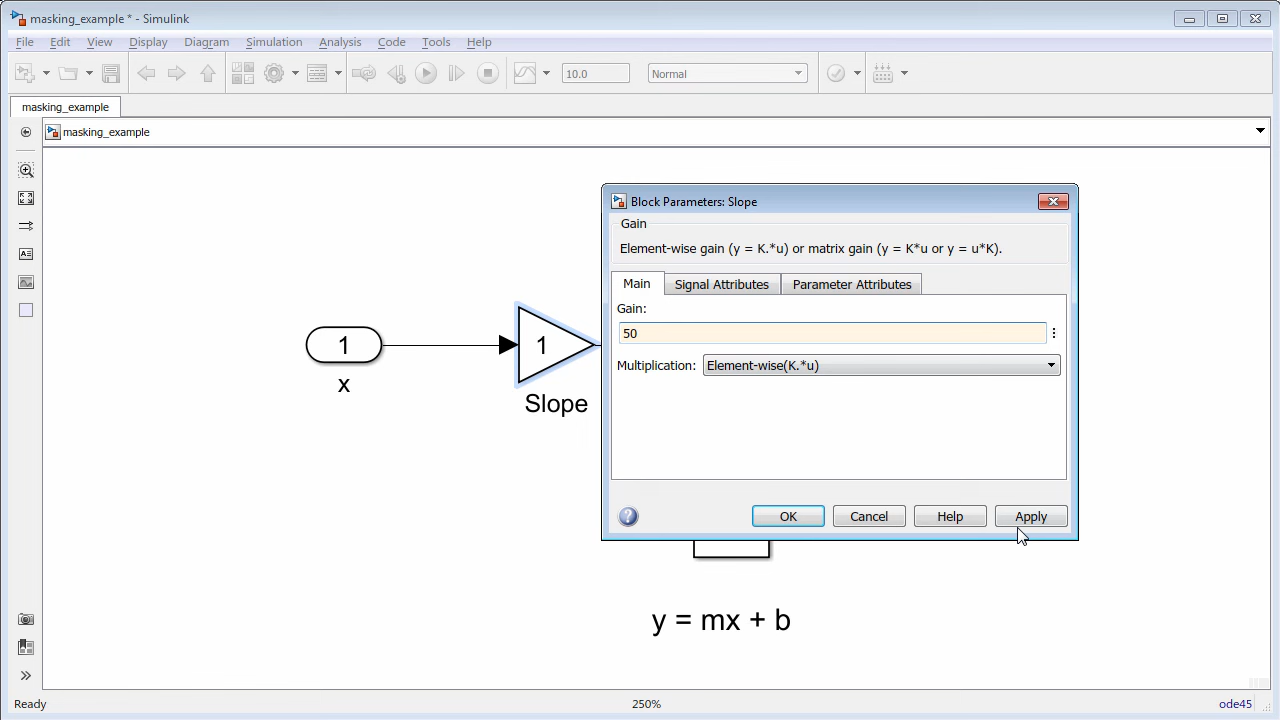 masking_example * - Simulink
File Edit View Display Diagram Simulation Analysis Code Tools Help
10.0 Normal
masking_example
masking_example
Block Parameters: Slope
Gain
Element-wise gain (y = K.*u) or matrix gain (y = K*u or y = u*K).
Main Signal Attributes Parameter Attributes
Gain:
50
Multiplication: Element-wise(K.*u)
1 1
x
Slope
OK Cancel Help Apply
y = mx + b
Ready 250% ode45